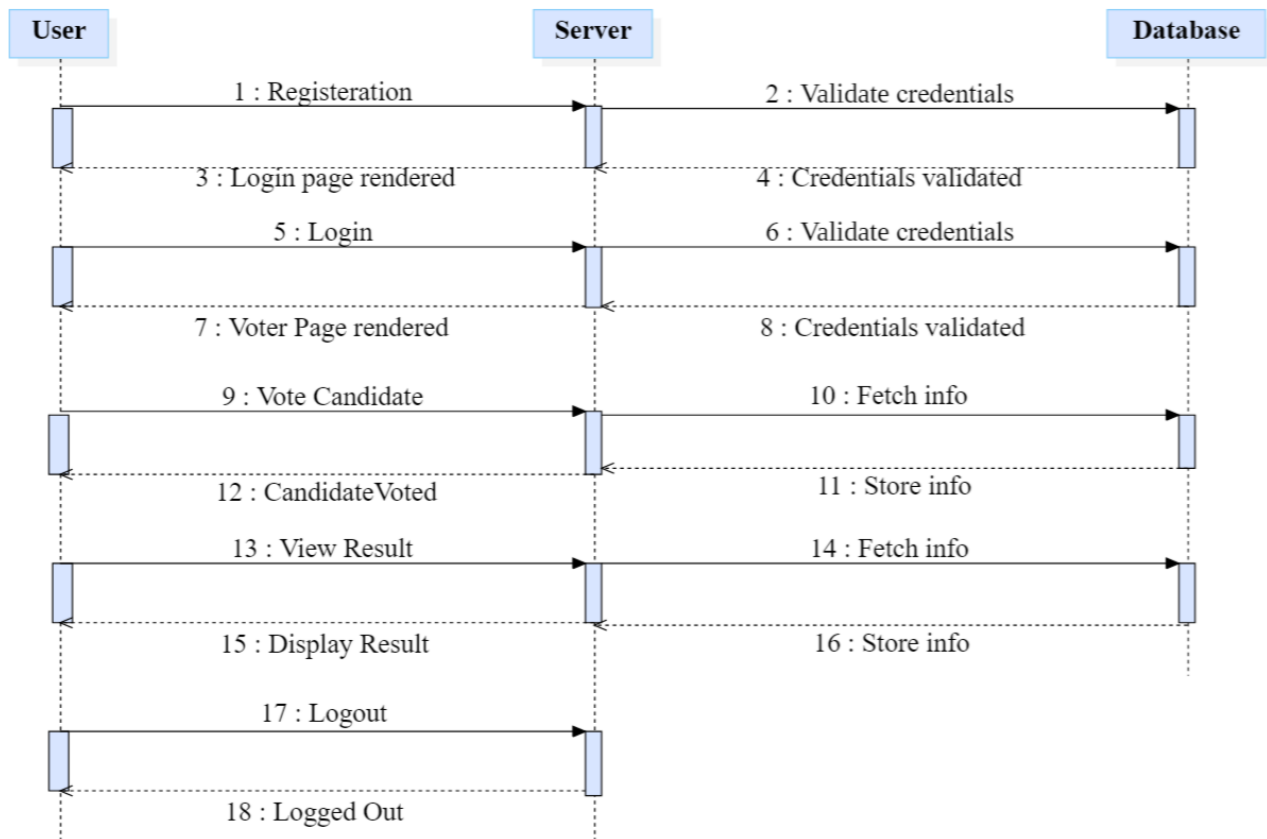 User
Server
Database
1 : Registeration
2 : Validate credentials
3 : Login page rendered
4 : Credentials validated
5 : Login
6 : Validate credentials
7 : Voter Page rendered
8 : Credentials validated
9 : Vote Candidate
10 : Fetch info
12 : CandidateVoted
11 : Store info
13 : View Result
14 : Fetch info
15 : Display Result
16 : Store info
17 : Logout
18 : Logged Out